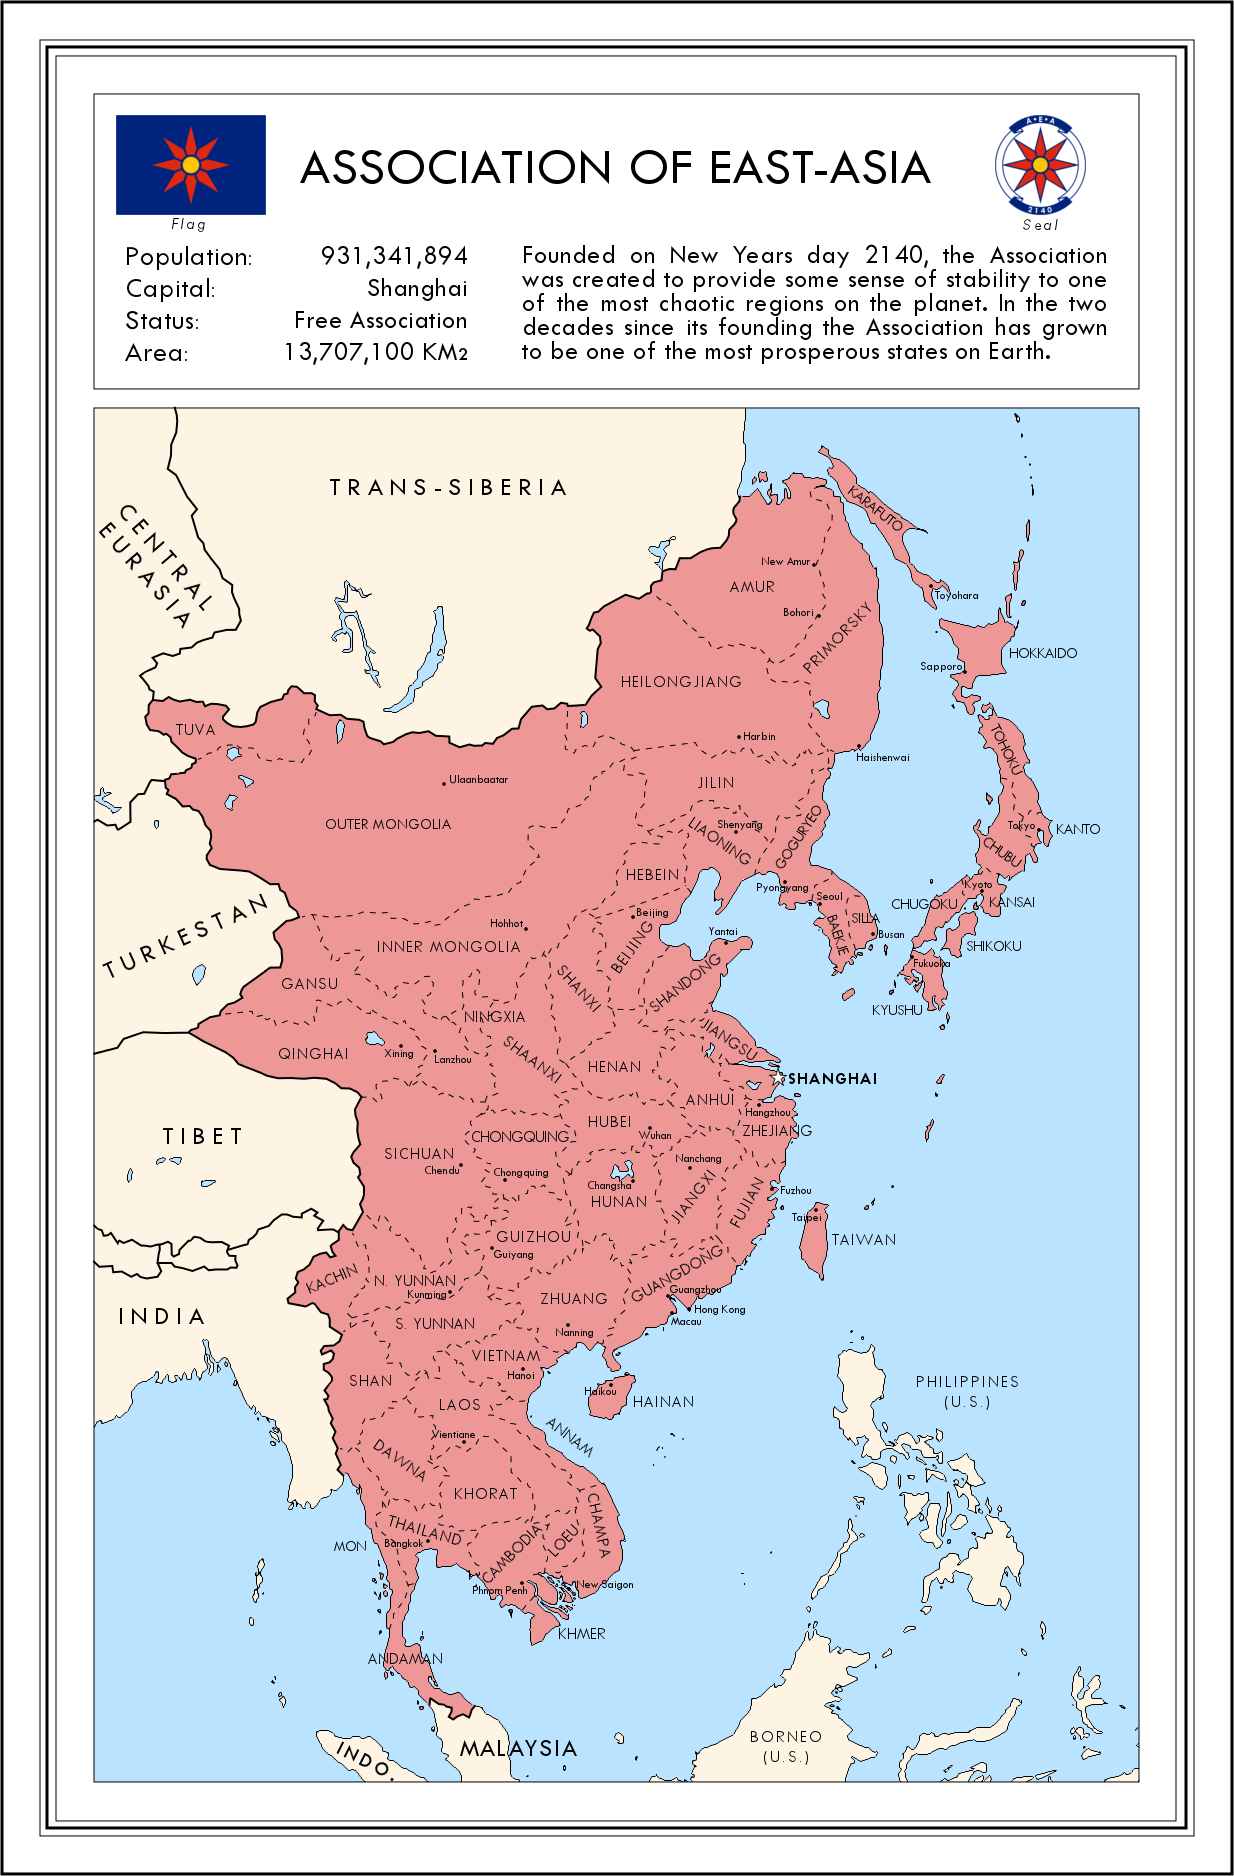 ASSOCIATION OF EAST-ASIA
Flag
A·E·A
2140
Seal
Population: 931,341,894
Capital: Shanghai
Status: Free Association
Area: 13,707,100 KM2
Founded on New Years day 2140, the Association
was created to provide some sense of stability to one
of the most chaotic regions on the planet. In the two
decades since its founding the Association has grown
to be one of the most prosperous states on Earth.
TRANS-SIBERIA
CENTRAL
EURASIA
KARAFUTO
New Amur
AMUR
Toyohara
Bohori
PRIMORSKY
HOKKAIDO
Sapporo
HEILONGJIANG
TUVA
Harbin
TOHOKU
Haishenwai
Ulaanbaatar
JILIN
OUTER MONGOLIA
Shenyang
LIAONING
GOGURYEO
Tokyo
KANTO
CHUBU
HEBEIN
Pyongyang
Seoul
Kyoto
CHUGOKU
KANSAI
TURKESTAN
Hohhot
Beijing
BEIJING
SILLA
BAEKJE
Busan
Yantai
INNER MONGOLIA
SHIKOKU
Fukuoka
GANSU
SHANXI
SHANDONG
KYUSHU
NINGXIA
JIANGSU
QINGHAI
Xining
Lanzhou
SHAANXI
HENAN
SHANGHAI
ANHUI
Hangzhou
HUBEI
ZHEJIANG
TIBET
CHONGQUING
Wuhan
SICHUAN
Chendu
Chongquing
Nanchang
Changsha
HUNAN
JIANGXI
FUJIAN
Fuzhou
Taipei
TAIWAN
GUIZHOU
Guiyang
KACHIN
N. YUNNAN
Kunming
ZHUANG
GUANGDONG
Guangzhou
Hong Kong
Macau
INDIA
S. YUNNAN
Nanning
VIETNAM
Hanoi
SHAN
Haikou
HAINAN
PHILIPPINES
(U.S.)
LAOS
ANNAM
Vientiane
DAWNA
KHORAT
CHAMPA
THAILAND
MON
Bangkok
CAMBODIA
LOEU
Phnom Penh
New Saigon
KHMER
ANDAMAN
MALAYSIA
INDO.
BORNEO
(U.S.)